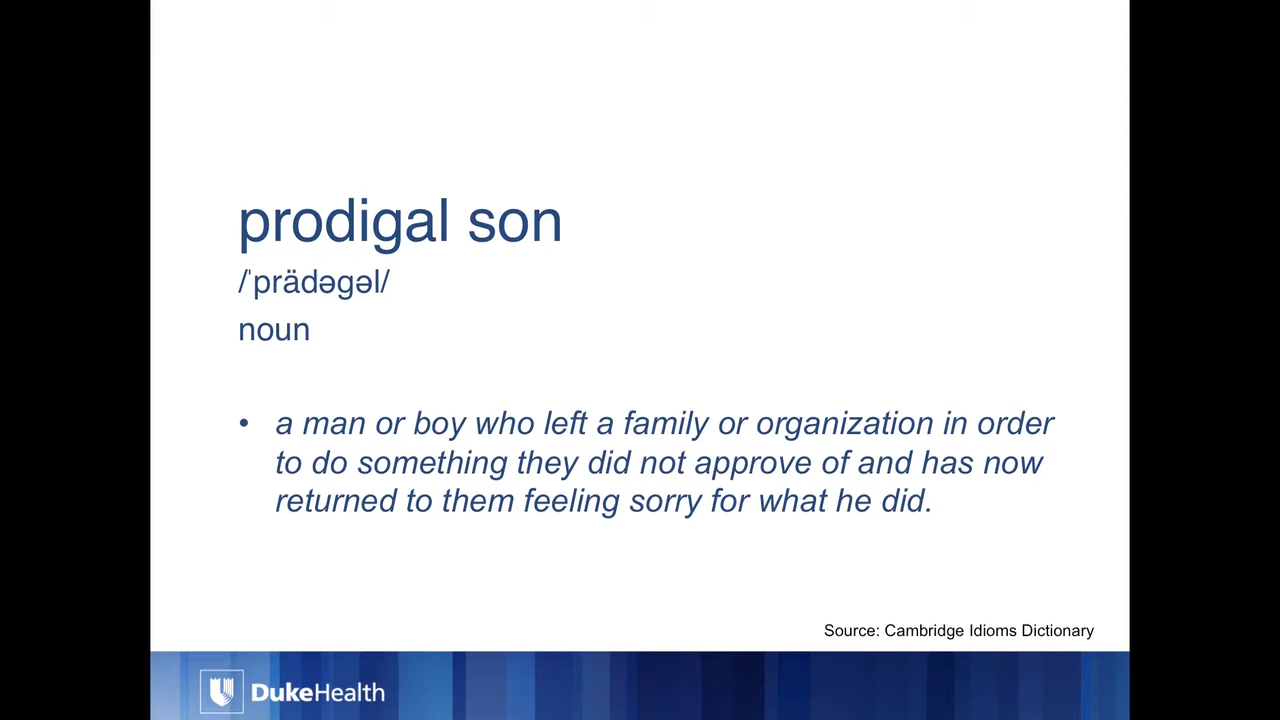 prodigal son
/ˈprädəgəl/
noun
• a man or boy who left a family or organization in order
to do something they did not approve of and has now
returned to them feeling sorry for what he did.
Source: Cambridge Idioms Dictionary
DukeHealth